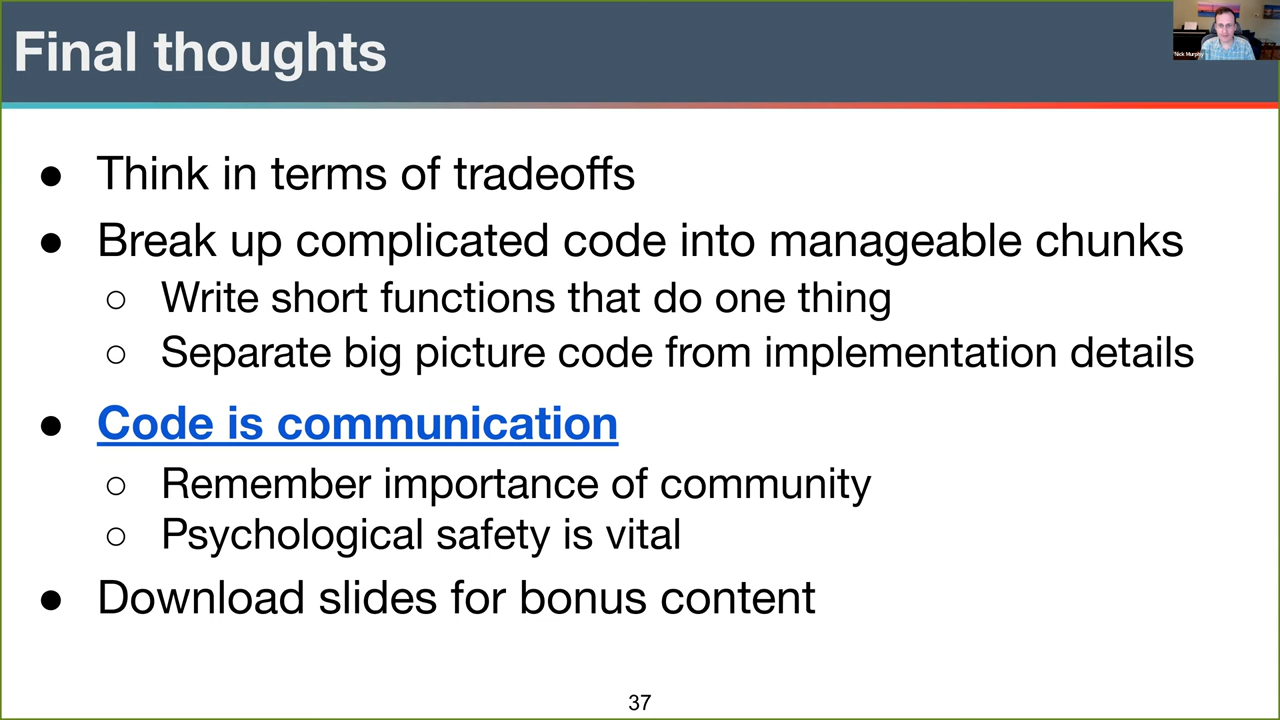 Final thoughts
Nick Murphy
● Think in terms of tradeoffs
● Break up complicated code into manageable chunks
○ Write short functions that do one thing
○ Separate big picture code from implementation details
● Code is communication
○ Remember importance of community
○ Psychological safety is vital
● Download slides for bonus content
37